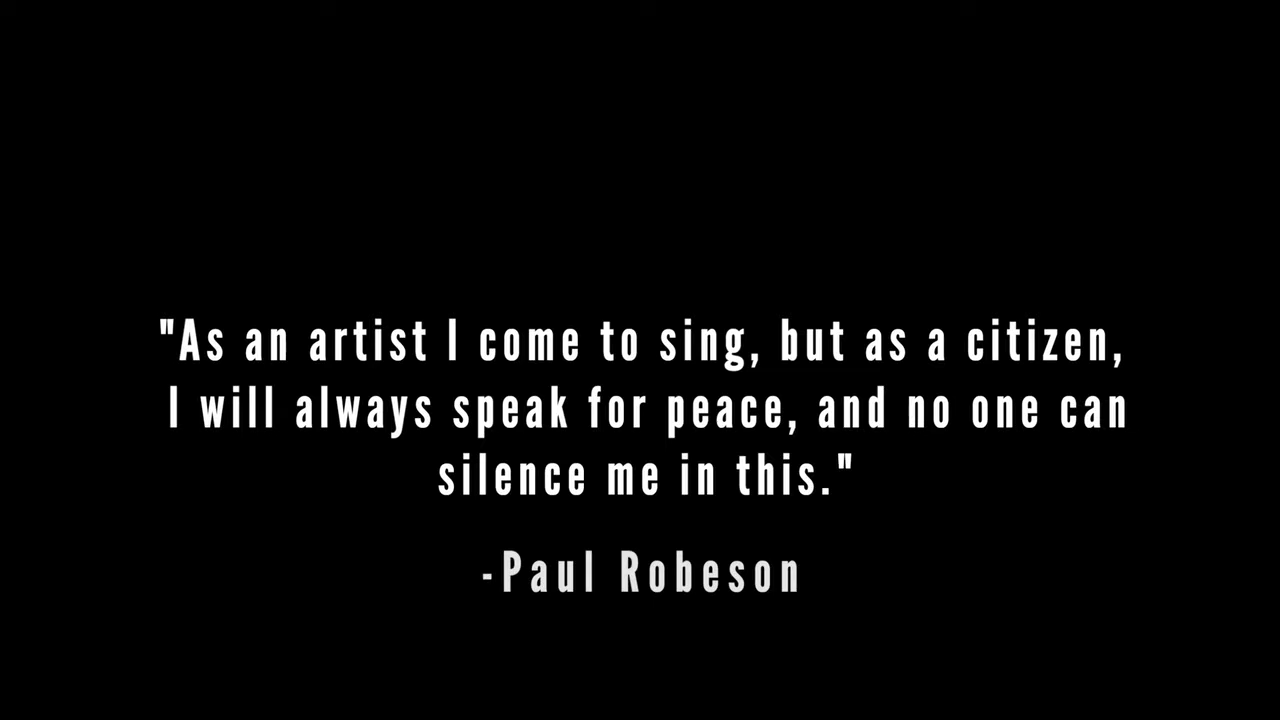 "As an artist I come to sing, but as a citizen,
I will always speak for peace, and no one can
silence me in this."
-Paul Robeson